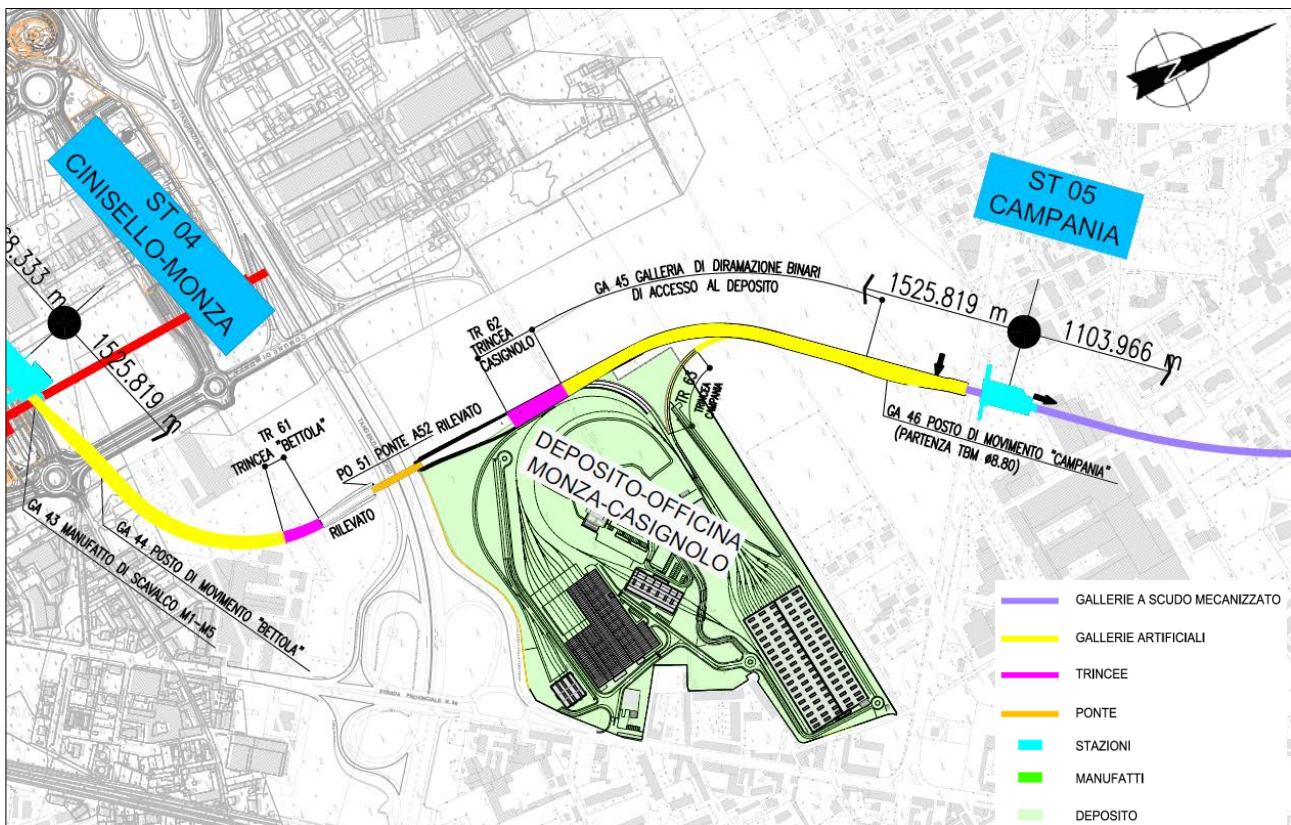 N
AUTOSTRADALE NORD
ST 04
CINISELLO-MONZA
ST 05
CAMPANIA
8.333 m
1525.819 m
GA 45 GALLERIA DI DIRAMAZIONE BINARI
DI ACCESSO AL DEPOSITO
1525.819 m
1103.966 m
TR 62
TRINCEA
CASIGNOLO
TR 63
TRINCEA
CAMPANIA
TR 61
TRINCEA "BETTOLA"
PO 51 PONTE A52 RILEVATO
RILEVATO
GA 46 POSTO DI MOVIMENTO "CAMPANIA"
(PARTENZA TBM ø8.80)
DEPOSITO-OFFICINA
MONZA-CASIGNOLO
GA 44 POSTO DI MOVIMENTO "BETTOLA"
GA 43 MANUFATTO DI SCAVALCO M1-M5
STRADA PROVINCIALE N.
GALLERIE A SCUDO MECANIZZATO
GALLERIE ARTIFICIALI
TRINCEE
PONTE
STAZIONI
MANUFATTI
DEPOSITO